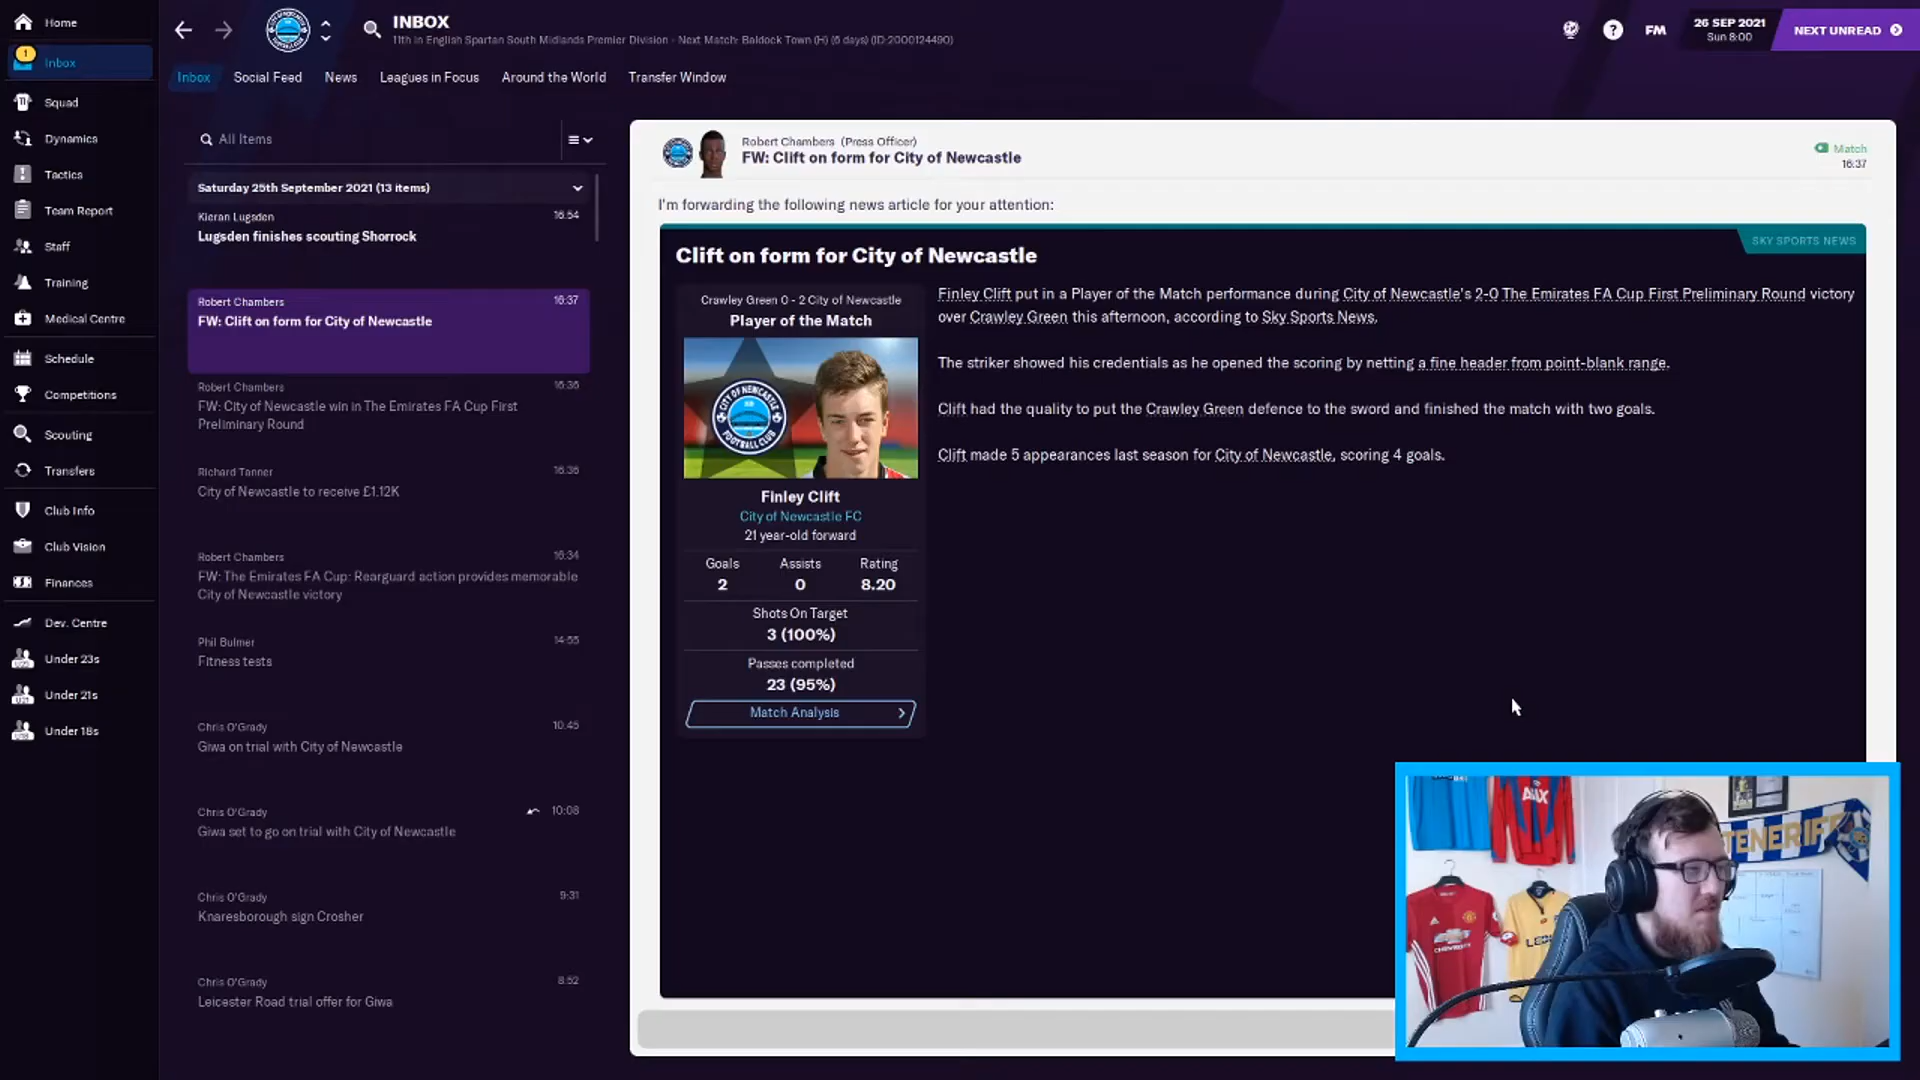 Home
INBOX
11th in English Spartan South Midlands Premier Division - Next Match: Baldock Town (H) (6 days) (ID:2000124490)
FM
26 SEP 2021
Sun 8:00
NEXT UNREAD
1
Inbox
Squad
Dynamics
Tactics
Team Report
Staff
Training
Medical Centre
Schedule
Competitions
Scouting
Transfers
Club Info
Club Vision
Finances
Dev. Centre
Under 23s
Under 21s
Under 18s
Inbox Social Feed News Leagues in Focus Around the World Transfer Window
All Items
Saturday 25th September 2021 (13 items)
Kieran Lugsden 16:54
Lugsden finishes scouting Shorrock
Robert Chambers 16:37
FW: Clift on form for City of Newcastle
Robert Chambers 16:36
FW: City of Newcastle win in The Emirates FA Cup First
Preliminary Round
Richard Tanner 16:36
City of Newcastle to receive £1.12K
Robert Chambers 16:34
FW: The Emirates FA Cup: Rearguard action provides memorable
City of Newcastle victory
Phil Bulmer 14:55
Fitness tests
Chris O'Grady 10:45
Giwa on trial with City of Newcastle
Chris O'Grady 10:08
Giwa set to go on trial with City of Newcastle
Chris O'Grady 9:31
Knaresborough sign Crosher
Chris O'Grady 8:52
Leicester Road trial offer for Giwa
Robert Chambers (Press Officer)
FW: Clift on form for City of Newcastle
Match
16:37
I'm forwarding the following news article for your attention:
SKY SPORTS NEWS
Clift on form for City of Newcastle
Crawley Green 0 - 2 City of Newcastle
Player of the Match
CITY OF NEWCASTLE
FOOTBALL CLUB
Finley Clift
City of Newcastle FC
21 year-old forward
Goals Assists Rating
2 0 8.20
Shots On Target
3 (100%)
Passes completed
23 (95%)
Match Analysis
Finley Clift put in a Player of the Match performance during City of Newcastle's 2-0 The Emirates FA Cup First Preliminary Round victory
over Crawley Green this afternoon, according to Sky Sports News.
The striker showed his credentials as he opened the scoring by netting a fine header from point-blank range.
Clift had the quality to put the Crawley Green defence to the sword and finished the match with two goals.
Clift made 5 appearances last season for City of Newcastle, scoring 4 goals.
TENERIF
CHEVROLET